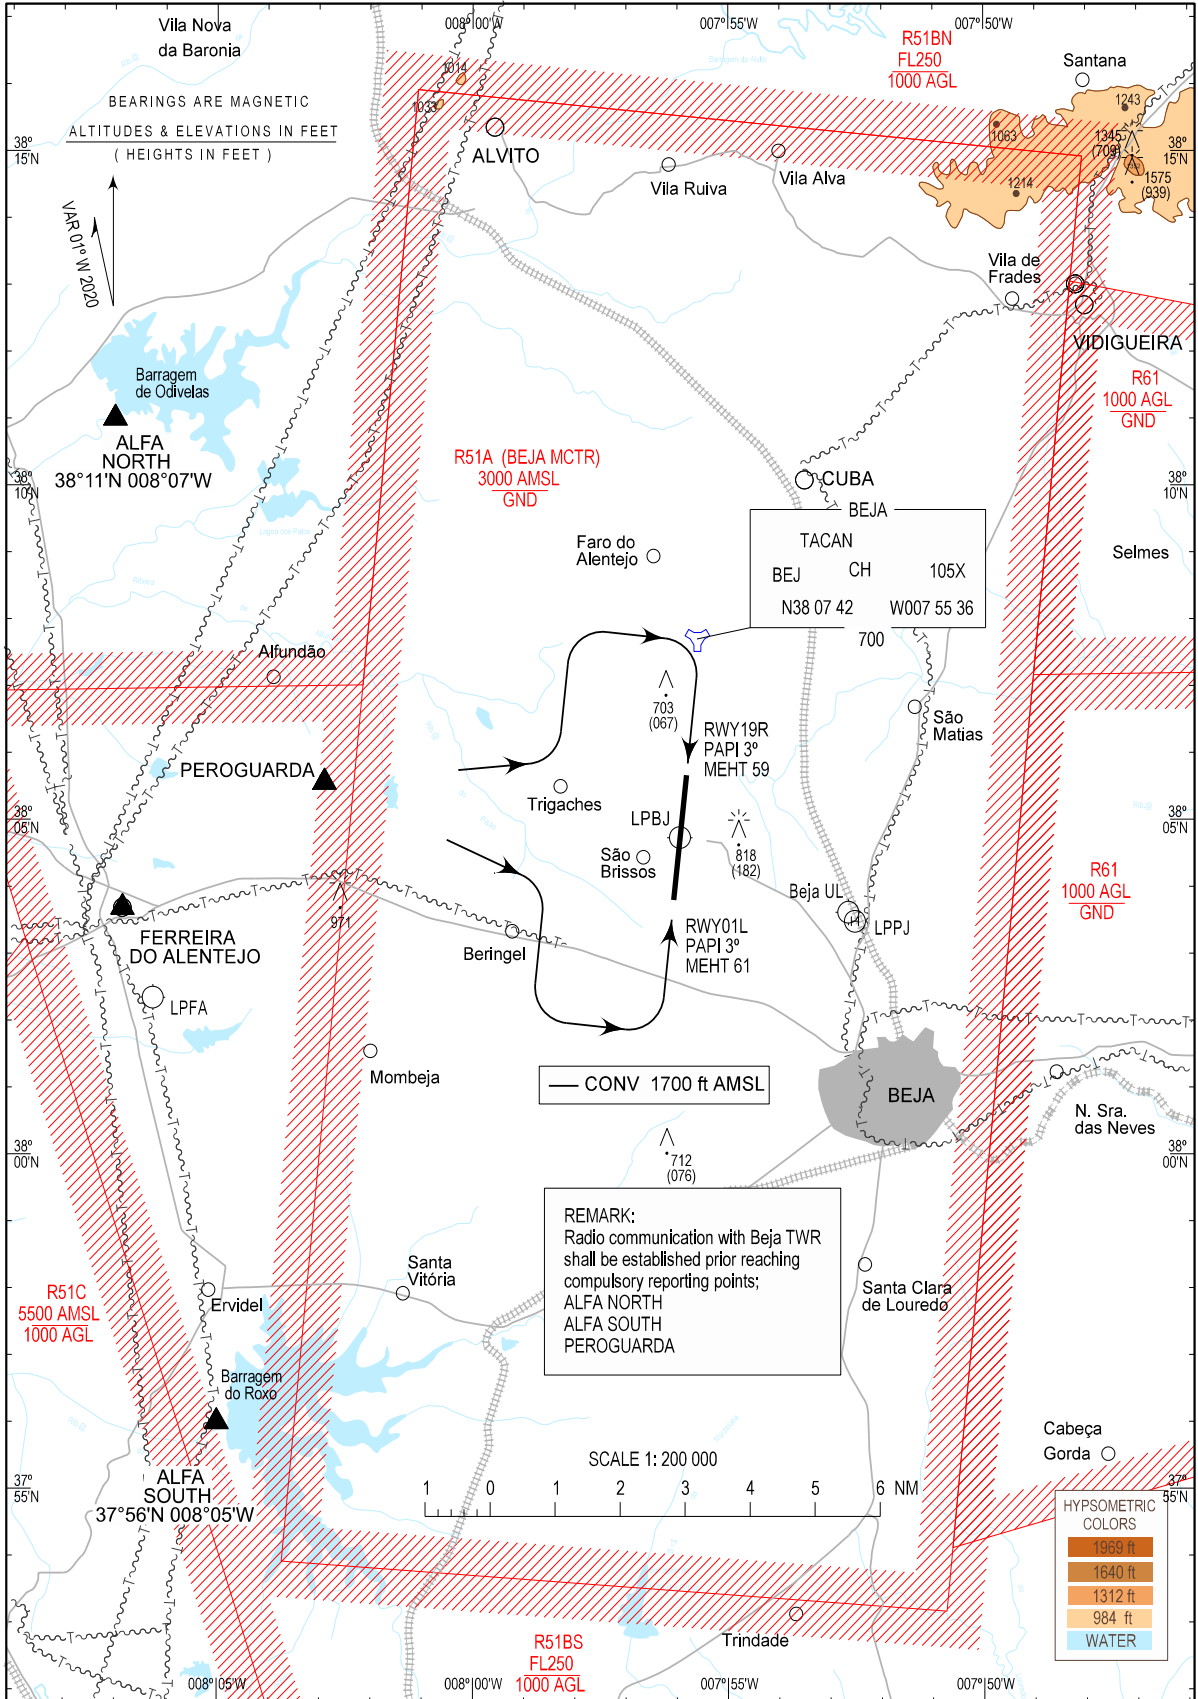 008°00'W
007°55'W
007°50'W
Vila Nova
da Baronia
R51BN
FL250
1000 AGL
Santana
Barragem do Alvito
1014
1033
BEARINGS ARE MAGNETIC
ALTITUDES & ELEVATIONS IN FEET
( HEIGHTS IN FEET )
1243
1063
1345
(709)
38°
15'N
38°
15'N
ALVITO
Vila Ruiva
Vila Alva
1214
1575
(939)
VAR 01° W 2020
Vila de
Frades
VIDIGUEIRA
Barragem
de Odivelas
R61
1000 AGL
GND
ALFA
NORTH
38°11'N 008°07'W
R51A (BEJA MCTR)
3000 AMSL
GND
38°
10'N
38°
10'N
CUBA
BEJA
TACAN
BEJ CH 105X
N38 07 42 W007 55 36
700
Lagoa dos Patos
Faro do
Alentejo
Selmes
Ribeira
Alfundão
703
(067)
São
Matias
RWY19R
PAPI 3°
MEHT 59
PEROGUARDA
Trigaches
38°
05'N
38°
05'N
LPBJ
São
Brissos
818
(182)
R61
1000 AGL
GND
Beja UL
LPPJ
971
FERREIRA
DO ALENTEJO
RWY01L
PAPI 3°
MEHT 61
Beringel
LPFA
Mombeja
CONV 1700 ft AMSL
BEJA
N. Sra.
das Neves
38°
00'N
38°
00'N
712
(076)
REMARK:
Radio communication with Beja TWR
shall be established prior reaching
compulsory reporting points;
ALFA NORTH
ALFA SOUTH
PEROGUARDA
Santa
Vitória
Santa Clara
de Louredo
R51C
5500 AMSL
1000 AGL
Ervidel
Barragem
do Roxo
Cabeça
Gorda
SCALE 1: 200 000
1 0 1 2 3 4 5 6 NM
ALFA
SOUTH
37°56'N 008°05'W
37°
55'N
37°
55'N
HYPSOMETRIC
COLORS
1969 ft
1640 ft
1312 ft
984 ft
WATER
R51BS
FL250
1000 AGL
Trindade
008°05'W
008°00'W
007°55'W
007°50'W